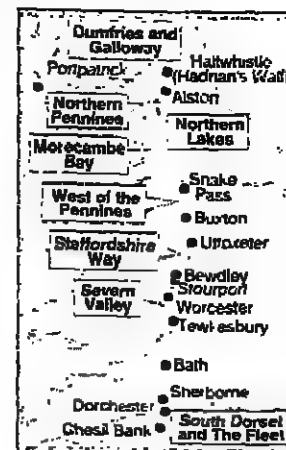 Dumfries and
Galloway
Portpatrick
Haltwhistle
(Hadrian's Wall)
Alston
Northern
Pennines
Northern
Lakes
Morecambe
Bay
Snake
Pass
West of the
Pennines
Buxton
Uttoxeter
Staffordshire
Way
Bewdley
Stourport
Severn
Valley
Worcester
Tewkesbury
Bath
Sherborne
Dorchester
Chesil Bank
South Dorset
and The Fleet